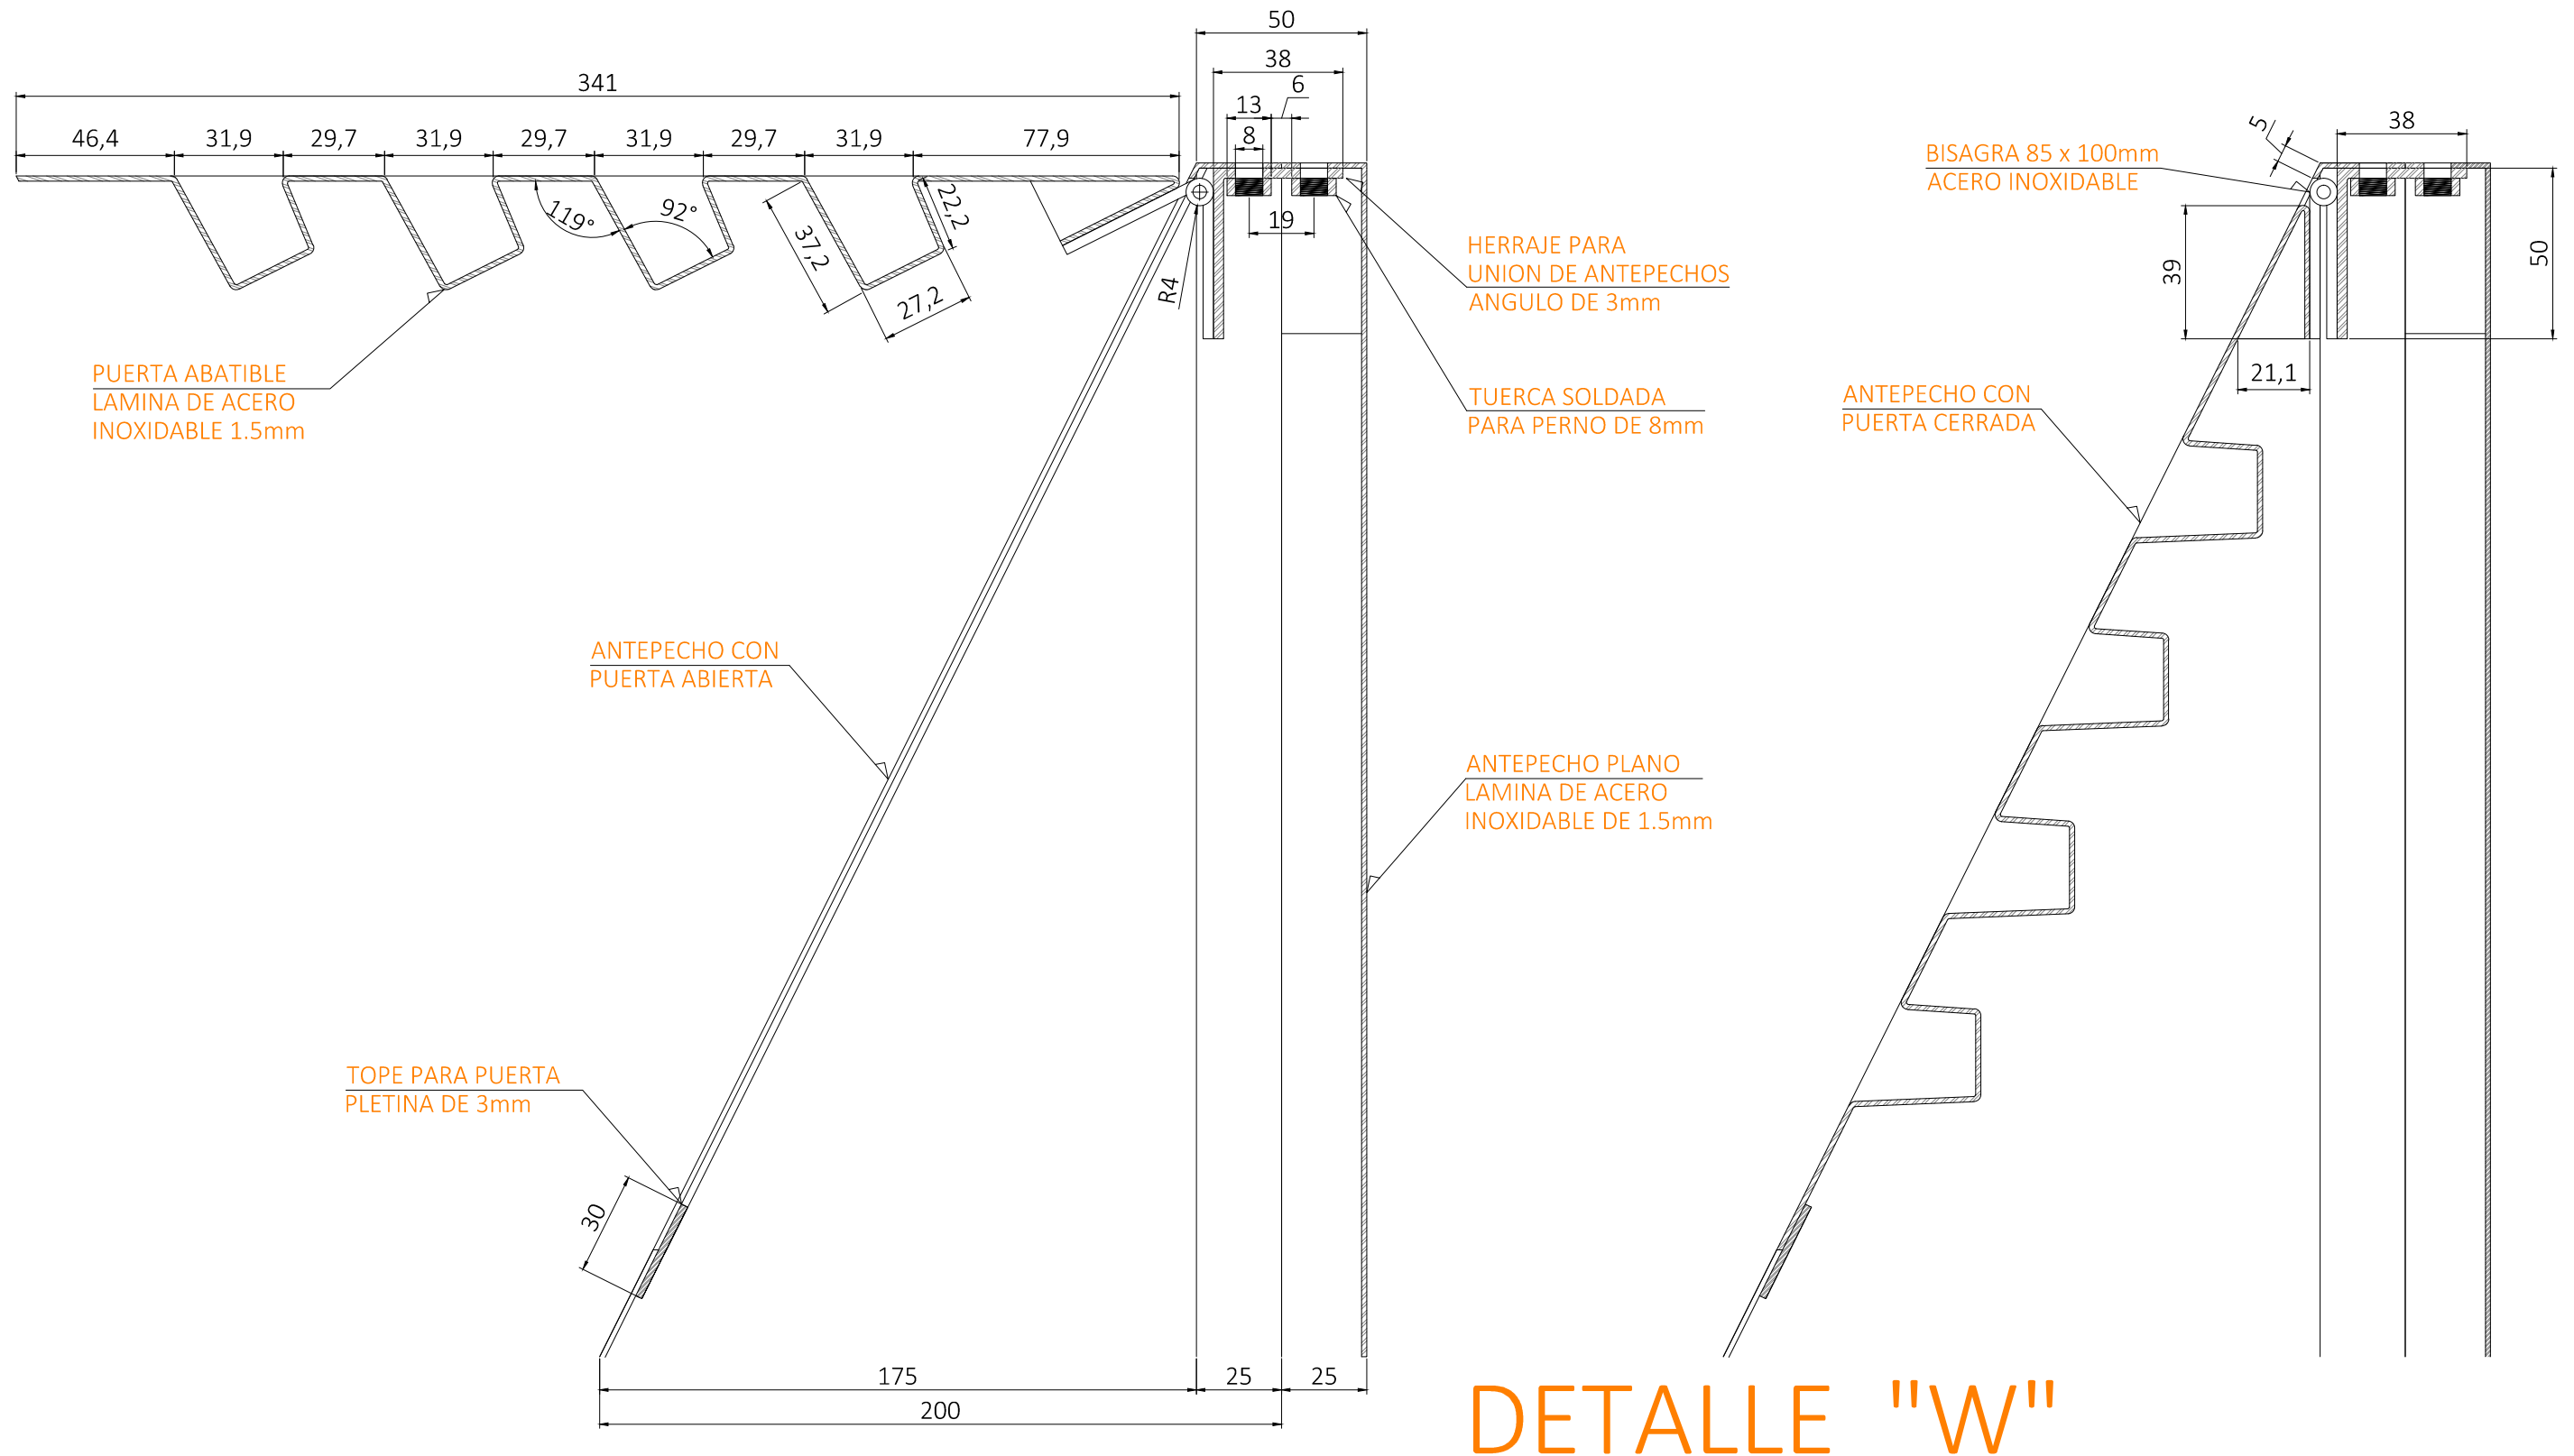 50
38
341
6
13
46,4
31,9
29,7
31,9
29,7
31,9
29,7
31,9
77,9
8
119°
92°
22,2
37,2
27,2
19
R4
PUERTA ABATIBLE
LAMINA DE ACERO
INOXIDABLE 1.5mm
HERRAJE PARA
UNION DE ANTEPECHOS
ANGULO DE 3mm
TUERCA SOLDADA
PARA PERNO DE 8mm
ANTEPECHO CON
PUERTA ABIERTA
ANTEPECHO PLANO
LAMINA DE ACERO
INOXIDABLE DE 1.5mm
TOPE PARA PUERTA
PLETINA DE 3mm
30
175
25
25
200
5
38
BISAGRA 85 x 100mm
ACERO INOXIDABLE
39
50
21,1
ANTEPECHO CON
PUERTA CERRADA
DETALLE "W"